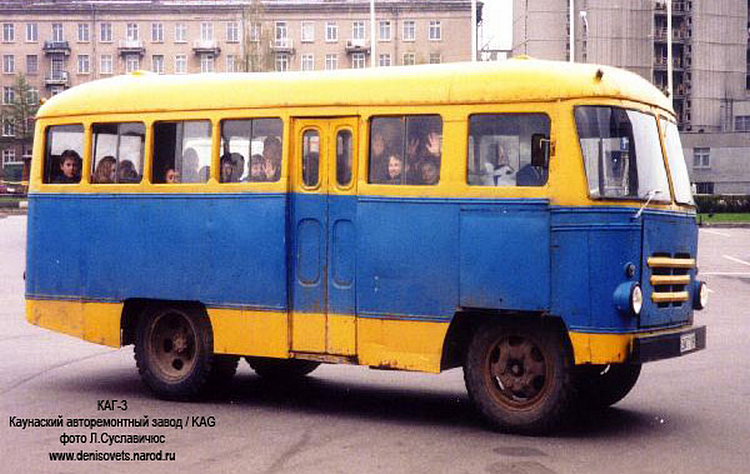 КАГ-3
Каунаский авторемонтный завод / KAG
фото Л.Суславичюс
www.denisovets.narod.ru